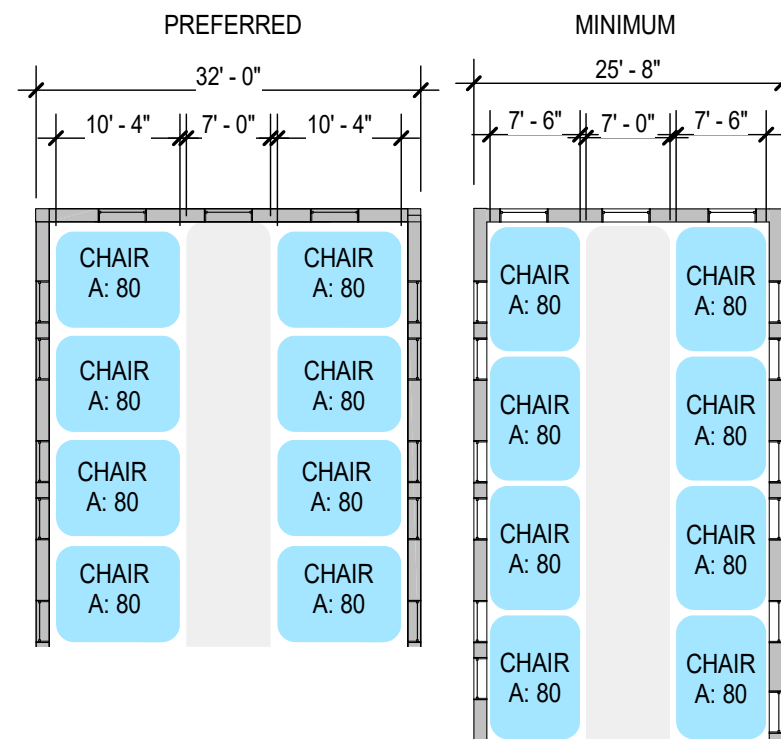 PREFERRED
32' - 0"
10' - 4" 7' - 0" 10' - 4"
CHAIR
A: 80
CHAIR
A: 80
CHAIR
A: 80
CHAIR
A: 80
CHAIR
A: 80
CHAIR
A: 80
CHAIR
A: 80
CHAIR
A: 80
MINIMUM
25' - 8"
7' - 6" 7' - 0" 7' - 6"
CHAIR
A: 80
CHAIR
A: 80
CHAIR
A: 80
CHAIR
A: 80
CHAIR
A: 80
CHAIR
A: 80
CHAIR
A: 80
CHAIR
A: 80